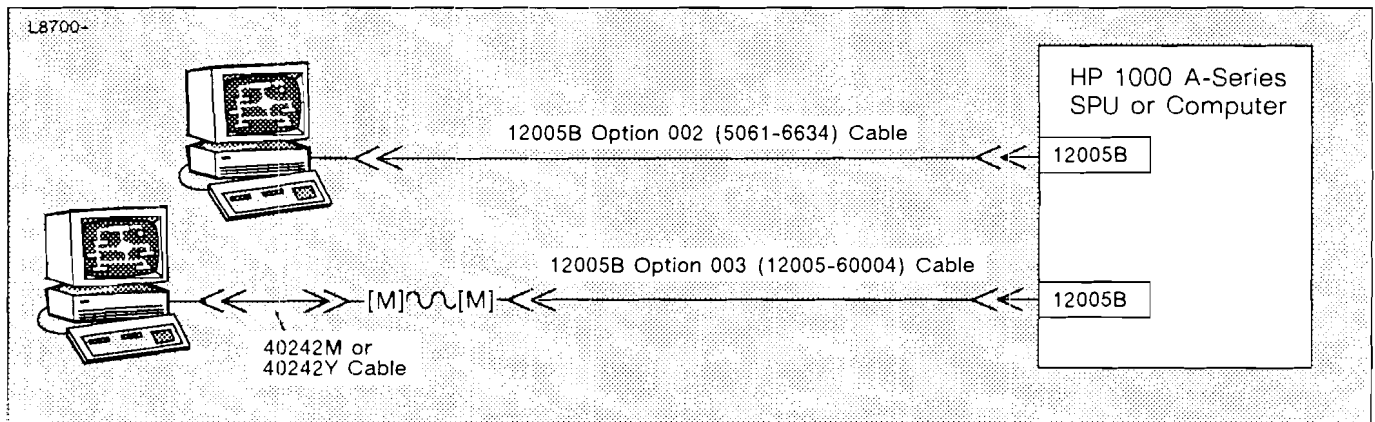 L8700+
HP 1000 A-Series
SPU or Computer
12005B Option 002 (5061-6634) Cable
12005B
12005B Option 003 (12005-60004) Cable
[M] [M]
12005B
40242M or
40242Y Cable